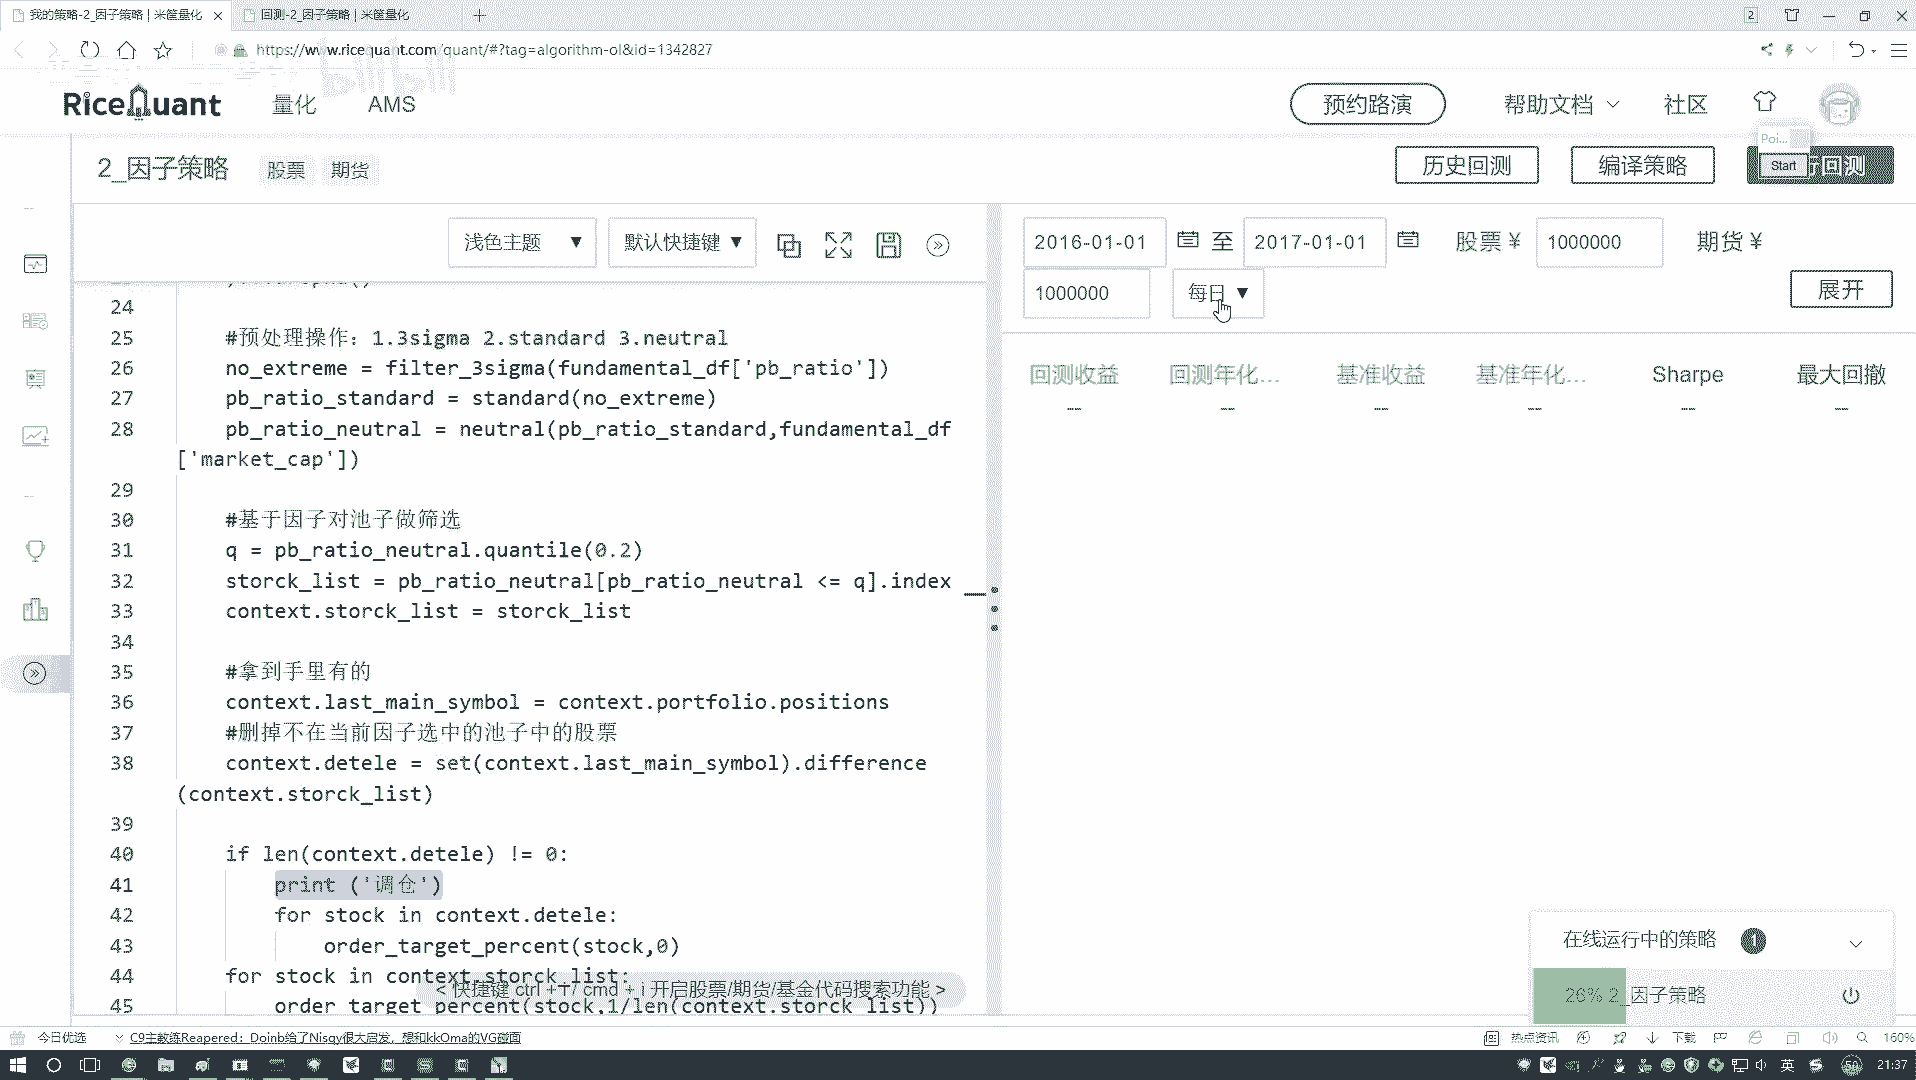 我的策略-2_因子策略 | 米筐量化
回测-2_因子策略 | 米筐量化
2
https://www.ricequant.com/quant/#?tag=algorithm-ol&id=1342827
bilibili
RiceQuant 量化 AMS 预约路演 帮助文档 社区
Poi...
2_因子策略 股票 期货 历史回测 编译策略 Start 回测
浅色主题 ▼ 默认快捷键 ▼
2016-01-01 至 2017-01-01 股票 ¥ 1000000 期货 ¥
1000000 每日 ▼ 展开
回测收益 回测年化... 基准收益 基准年化... Sharpe 最大回撤
-- -- -- -- -- --
24
25 #预处理操作：1.3sigma 2.standard 3.neutral
26 no_extreme = filter_3sigma(fundamental_df['pb_ratio'])
27 pb_ratio_standard = standard(no_extreme)
28 pb_ratio_neutral = neutral(pb_ratio_standard,fundamental_df
['market_cap'])
29
30 #基于因子对池子做筛选
31 q = pb_ratio_neutral.quantile(0.2)
32 storck_list = pb_ratio_neutral[pb_ratio_neutral <= q].index
33 context.storck_list = storck_list
34
35 #拿到手里有的
36 context.last_main_symbol = context.portfolio.positions
37 #删掉不在当前因子选中的池子中的股票
38 context.detele = set(context.last_main_symbol).difference
(context.storck_list)
39
40 if len(context.detele) != 0:
41 print ('调仓')
42 for stock in context.detele:
43 order_target_percent(stock,0)
44 for stock in context.storck_list:
45 order_target_percent(stock,1/len(context.storck_list))
< 快捷键 ctrl + i / cmd + i 开启股票/期货/基金代码搜索功能 >
在线运行中的策略 1
26% 2_因子策略
今日优选 C9主教练Reapered：Doinb给了Nisqy很大启发，想和kkOma的VG碰面
热点资讯 下载 160%
英 50 21:37